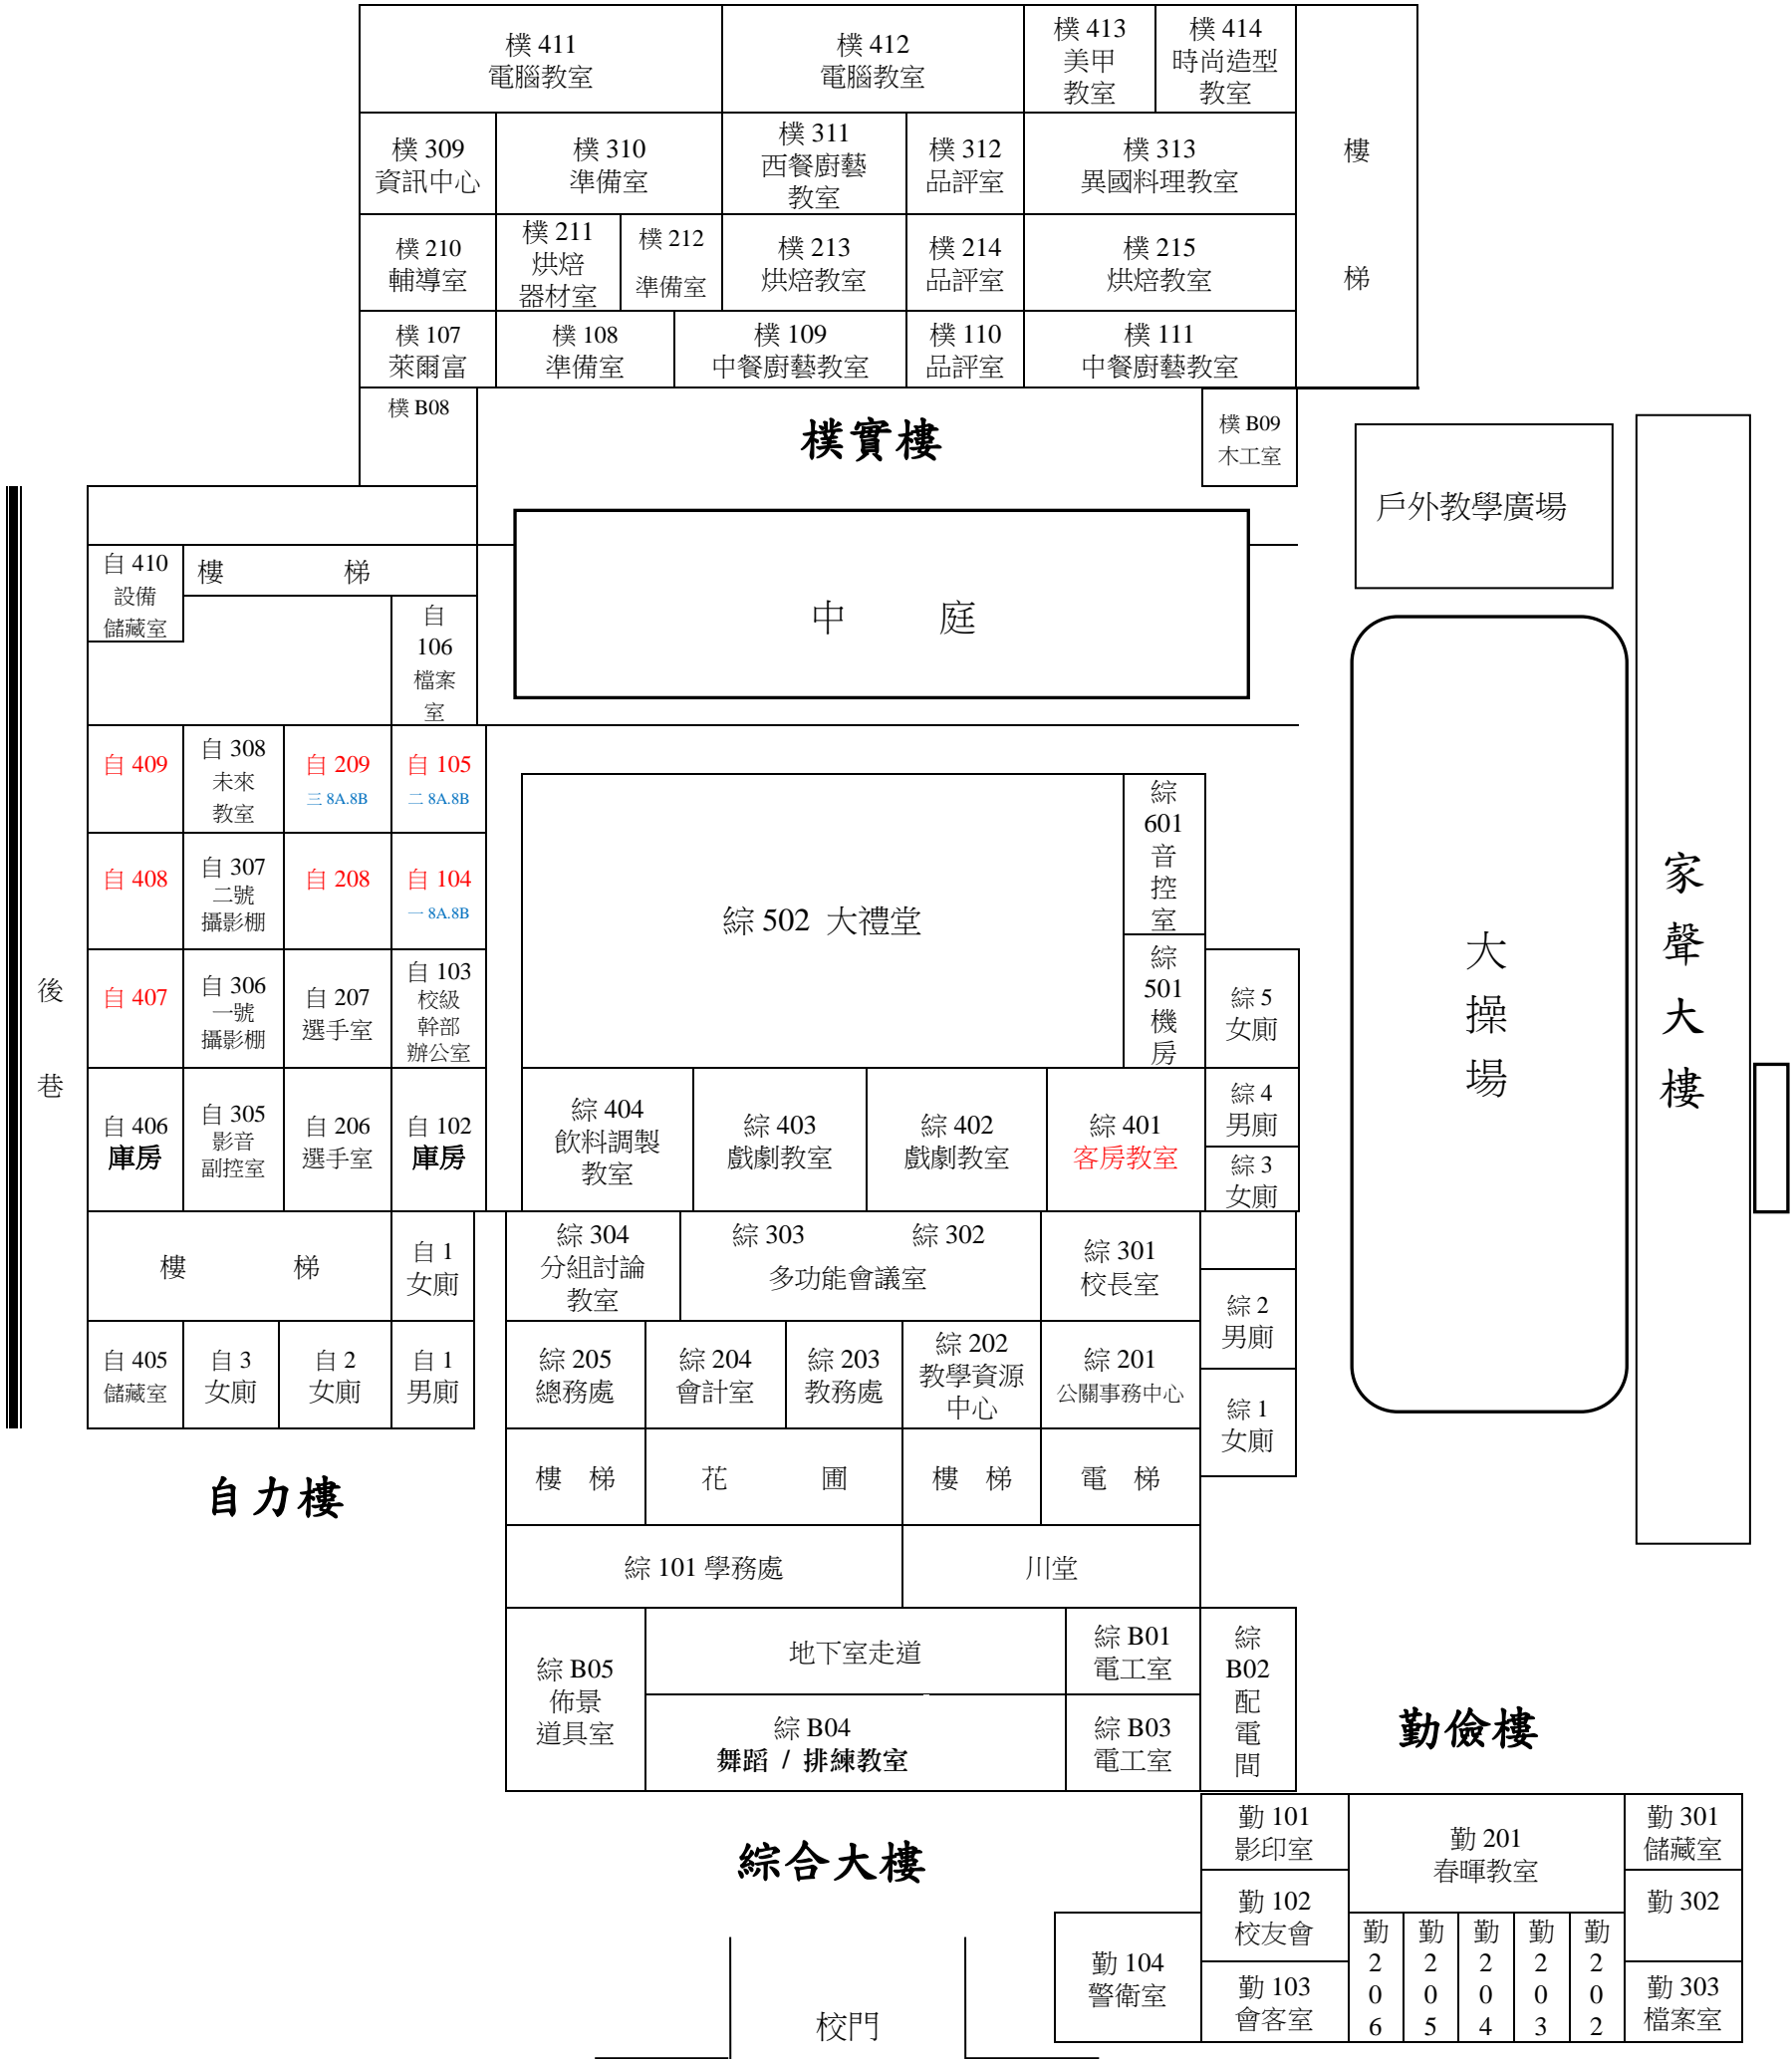 樸 411
電腦教室
樸 412
電腦教室
樸 413
美甲
教室
樸 414
時尚造型
教室
樓
梯
樸 309
資訊中心
樸 310
準備室
樸 311
西餐廚藝
教室
樸 312
品評室
樸 313
異國料理教室
樸 210
輔導室
樸 211
烘焙
器材室
樸 212
準備室
樸 213
烘焙教室
樸 214
品評室
樸 215
烘焙教室
樸 107
萊爾富
樸 108
準備室
樸 109
中餐廚藝教室
樸 110
品評室
樸 111
中餐廚藝教室
樸 B08
樸實樓
樸 B09
木工室
戶外教學廣場
中 庭
大
操
場
家
聲
大
樓
後
巷
自 410
設備
儲藏室
樓 梯
自
106
檔案
室
自 409
自 308
未來
教室
自 209
三 8A.8B
自 105
二 8A.8B
自 408
自 307
二號
攝影棚
自 208
自 104
一 8A.8B
自 407
自 306
一號
攝影棚
自 207
選手室
自 103
校級
幹部
辦公室
自 406
庫房
自 305
影音
副控室
自 206
選手室
自 102
庫房
樓 梯
自 1
女廁
自 405
儲藏室
自 3
女廁
自 2
女廁
自 1
男廁
自力樓
綜 502 大禮堂
綜
601
音
控
室
綜
501
機
房
綜 5
女廁
綜 404
飲料調製
教室
綜 403
戲劇教室
綜 402
戲劇教室
綜 401
客房教室
綜 4
男廁
綜 3
女廁
綜 304
分組討論
教室
綜 303 綜 302
多功能會議室
綜 301
校長室
綜 2
男廁
綜 205
總務處
綜 204
會計室
綜 203
教務處
綜 202
教學資源
中心
綜 201
公關事務中心
綜 1
女廁
樓 梯
花 圃
樓 梯
電 梯
綜 101 學務處
川堂
綜 B05
佈景
道具室
地下室走道
綜 B01
電工室
綜
B02
配
電
間
綜 B04
舞蹈 / 排練教室
綜 B03
電工室
綜合大樓
勤儉樓
勤 101
影印室
勤 201
春暉教室
勤 301
儲藏室
勤 102
校友會
勤 302
勤 104
警衛室
勤 103
會客室
勤
2
0
6
勤
2
0
5
勤
2
0
4
勤
2
0
3
勤
2
0
2
勤 303
檔案室
校門